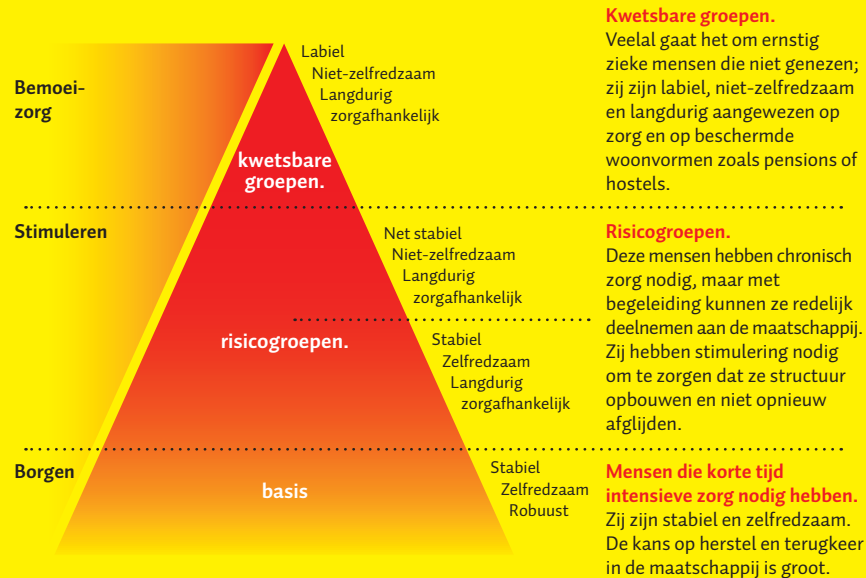 Bemoei-
zorg
kwetsbare
groepen.
Labiel
Niet-zelfredzaam
Langdurig
zorgafhankelijk
Kwetsbare groepen.
Veelal gaat het om ernstig
zieke mensen die niet genezen;
zij zijn labiel, niet-zelfredzaam
en langdurig aangewezen op
zorg en op beschermde
woonvormen zoals pensions of
hostels.
Stimuleren
risicogroepen.
Net stabiel
Niet-zelfredzaam
Langdurig
zorgafhankelijk
Stabiel
Zelfredzaam
Langdurig
zorgafhankelijk
Risicogroepen.
Deze mensen hebben chronisch
zorg nodig, maar met
begeleiding kunnen ze redelijk
deelnemen aan de maatschappij.
Zij hebben stimulering nodig
om te zorgen dat ze structuur
opbouwen en niet opnieuw
afglijden.
Borgen
basis
Stabiel
Zelfredzaam
Robuust
Mensen die korte tijd
intensieve zorg nodig hebben.
Zij zijn stabiel en zelfredzaam.
De kans op herstel en terugkeer
in de maatschappij is groot.